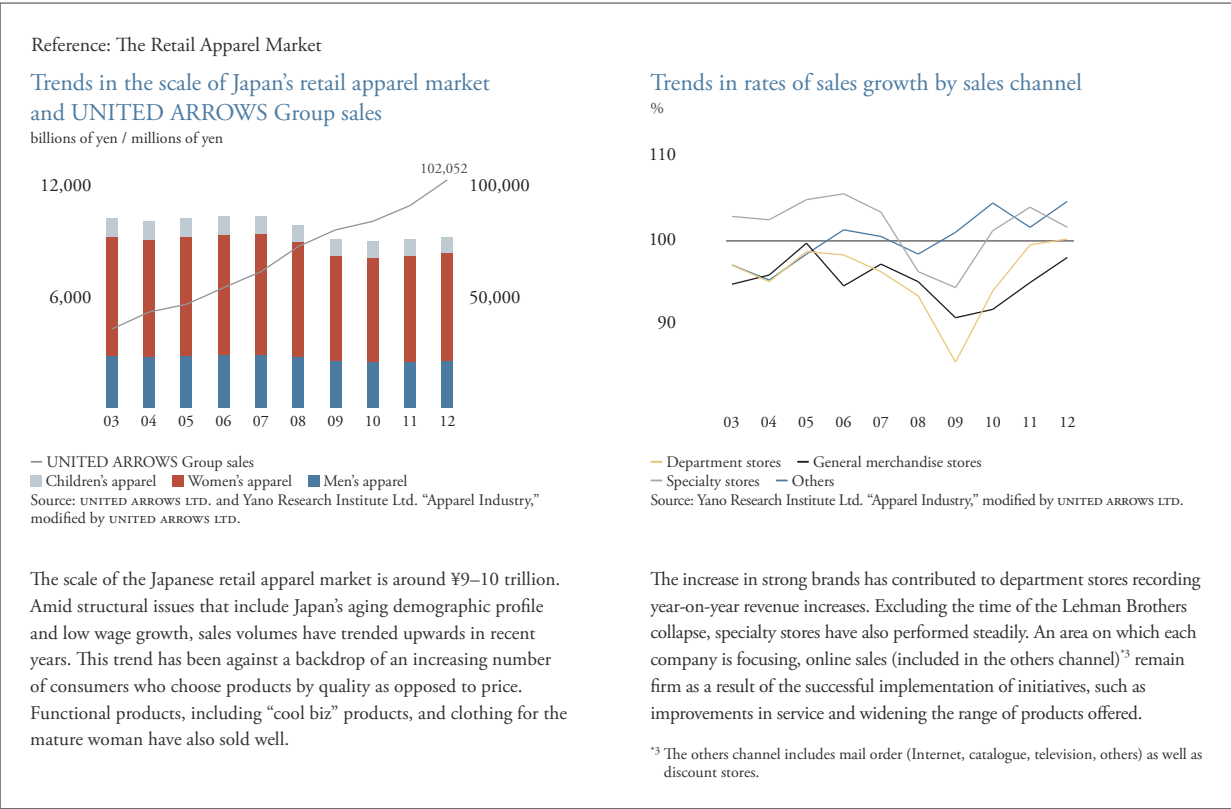 Reference: The Retail Apparel Market
Trends in the scale of Japan’s retail apparel market
and UNITED ARROWS Group sales
billions of yen / millions of yen
102,052
12,000
100,000
6,000
50,000
03 04 05 06 07 08 09 10 11 12
— UNITED ARROWS Group sales
Children’s apparel Women’s apparel Men’s apparel
Source: UNITED ARROWS LTD. and Yano Research Institute Ltd. “Apparel Industry,”
modified by UNITED ARROWS LTD.
The scale of the Japanese retail apparel market is around ¥9–10 trillion.
Amid structural issues that include Japan’s aging demographic profile
and low wage growth, sales volumes have trended upwards in recent
years. This trend has been against a backdrop of an increasing number
of consumers who choose products by quality as opposed to price.
Functional products, including “cool biz” products, and clothing for the
mature woman have also sold well.
Trends in rates of sales growth by sales channel
%
110
100
90
03 04 05 06 07 08 09 10 11 12
— Department stores — General merchandise stores
— Specialty stores — Others
Source: Yano Research Institute Ltd. “Apparel Industry,” modified by UNITED ARROWS LTD.
The increase in strong brands has contributed to department stores recording
year-on-year revenue increases. Excluding the time of the Lehman Brothers
collapse, specialty stores have also performed steadily. An area on which each
company is focusing, online sales (included in the others channel)*3 remain
firm as a result of the successful implementation of initiatives, such as
improvements in service and widening the range of products offered.
*3 The others channel includes mail order (Internet, catalogue, television, others) as well as
discount stores.